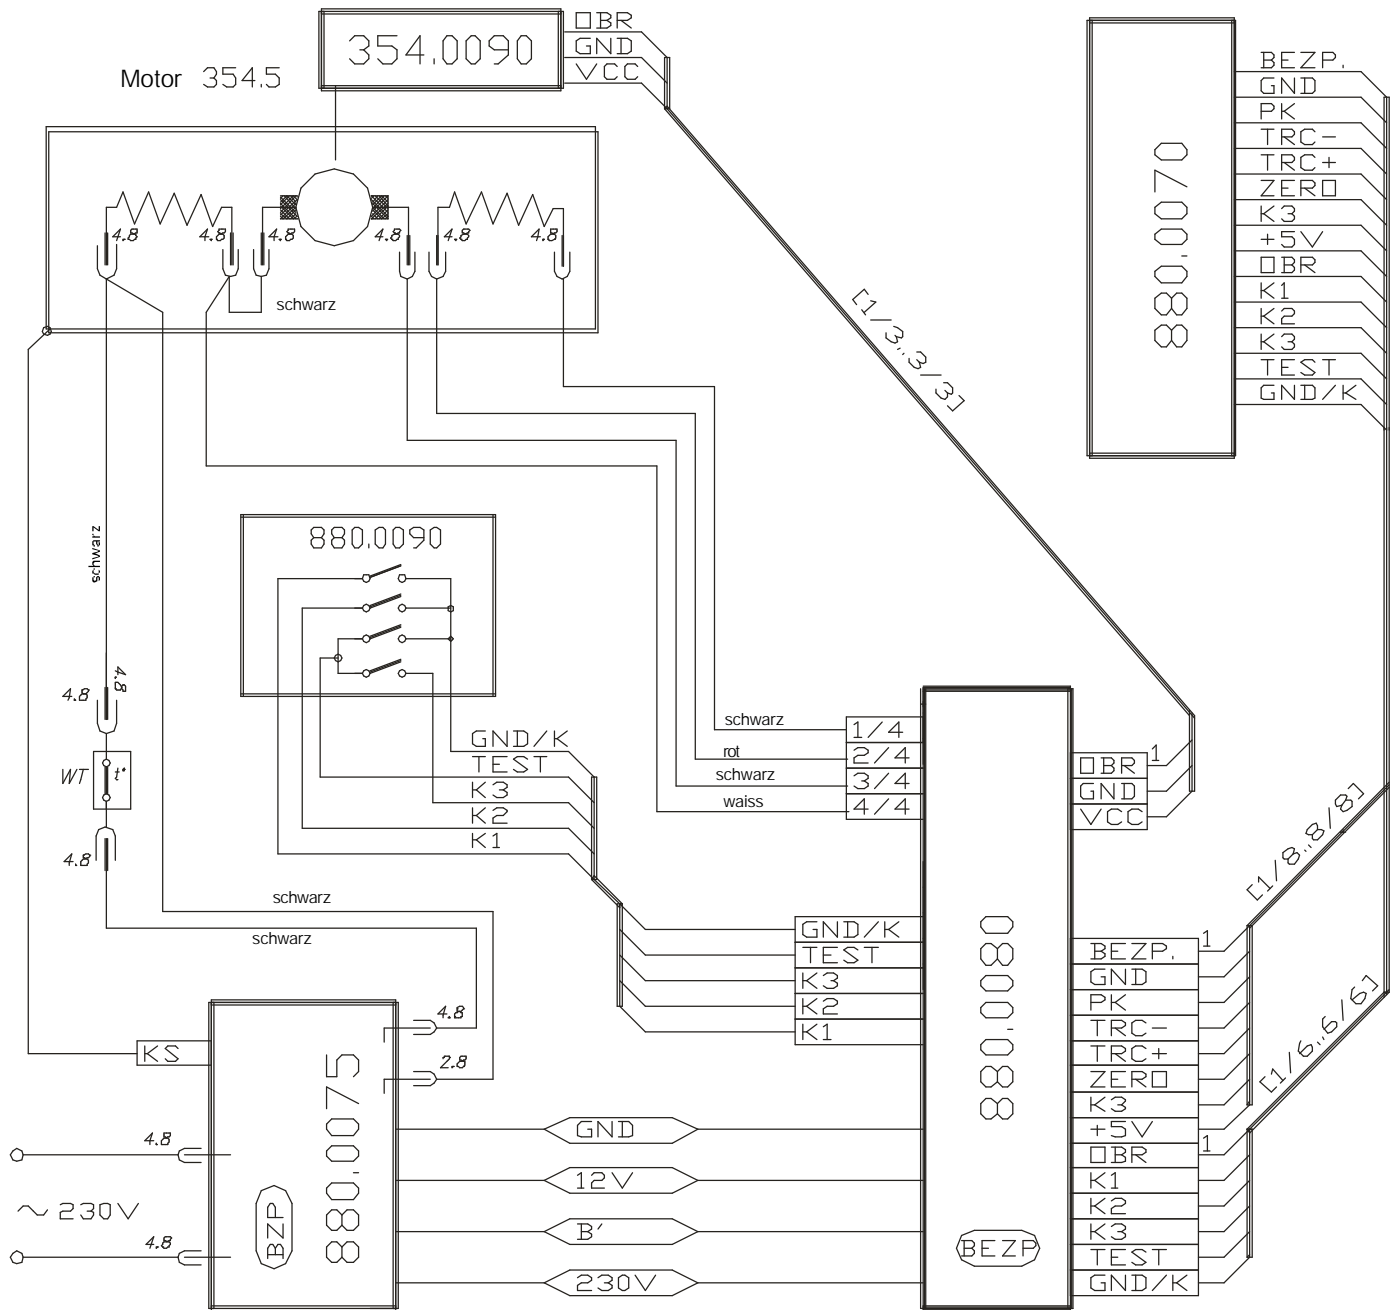 OBR
354.0090
GND
VCC
Motor 354.5
BEZP.
GND
PK
TRC-
TRC+
ZERO
K3
+5V
OBR
K1
K2
K3
TEST
GND/K
880.0070
4.8
4.8
4.8
4.8
4.8
4.8
schwarz
[1/3..3/3]
880.0090
schwarz
4.8
4.8
WT
t°
4.8
GND/K
TEST
K3
K2
K1
schwarz
rot
schwarz
waiss
1/4
2/4
3/4
4/4
OBR
1
GND
VCC
[1/8..8/8]
schwarz
schwarz
GND/K
TEST
K3
K2
K1
880.0080
BEZP.
1
GND
PK
TRC-
TRC+
ZERO
K3
+5V
OBR
1
K1
K2
K3
TEST
GND/K
[1/6..6/6]
4.8
2.8
KS
880.0075
4.8
~ 230V
4.8
BZP
GND
12V
B'
230V
BEZP